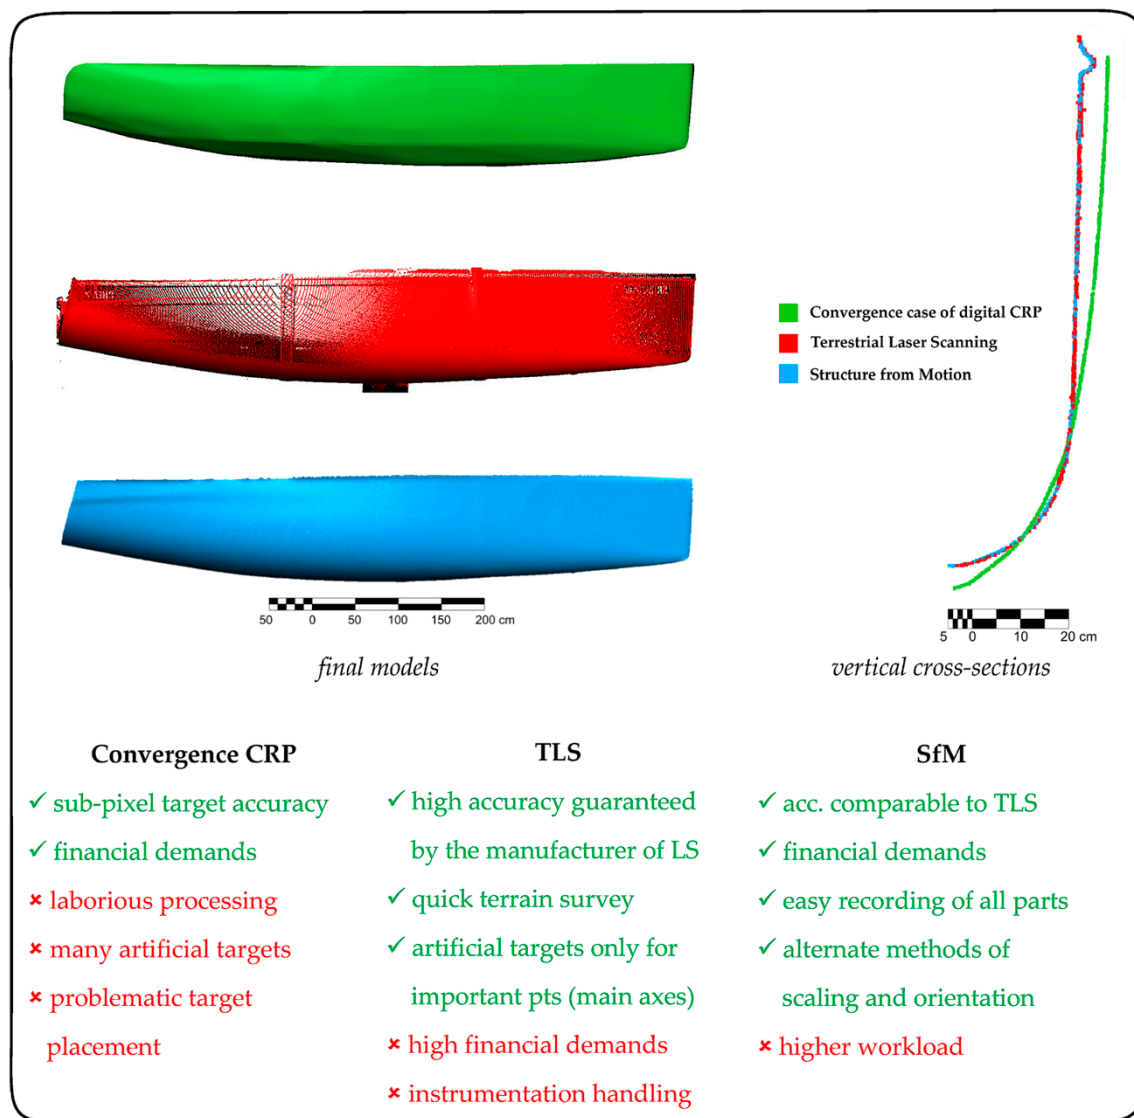 Convergence case of digital CRP
Terrestrial Laser Scanning
Structure from Motion
50 0 50 100 150 200 cm
5 0 10 20 cm
final models
vertical cross-sections
Convergence CRP
✓ sub-pixel target accuracy
✓ financial demands
✗ laborious processing
✗ many artificial targets
✗ problematic target
placement
TLS
✓ high accuracy guaranteed
by the manufacturer of LS
✓ quick terrain survey
✓ artificial targets only for
important pts (main axes)
✗ high financial demands
✗ instrumentation handling
SfM
✓ acc. comparable to TLS
✓ financial demands
✓ easy recording of all parts
✓ alternate methods of
scaling and orientation
✗ higher workload